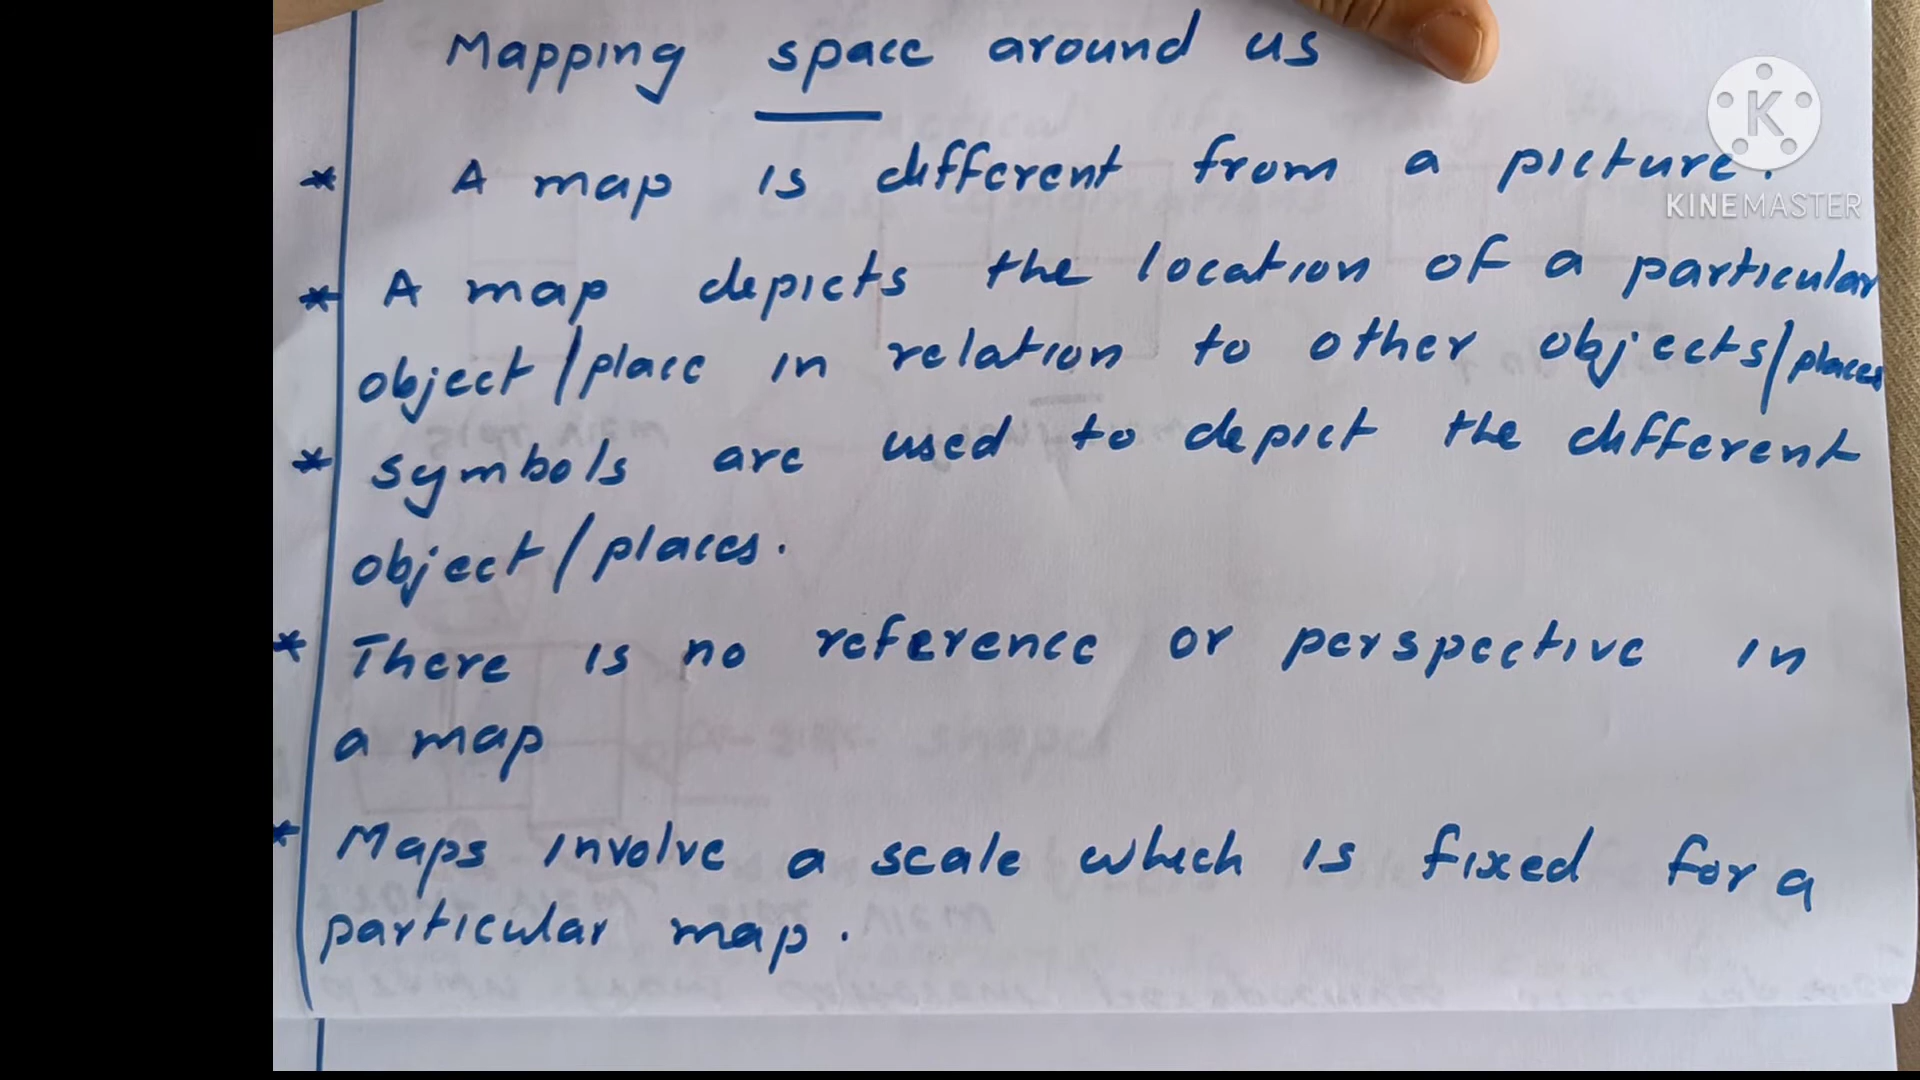 Mapping space around us
* A map is different from a picture.
KINEMASTER
* A map depicts the location of a particular
object/place in relation to other objects/places
* symbols are used to depict the different
object/places.
* There is no reference or perspective in
a map
* Maps involve a scale which is fixed for a
particular map.